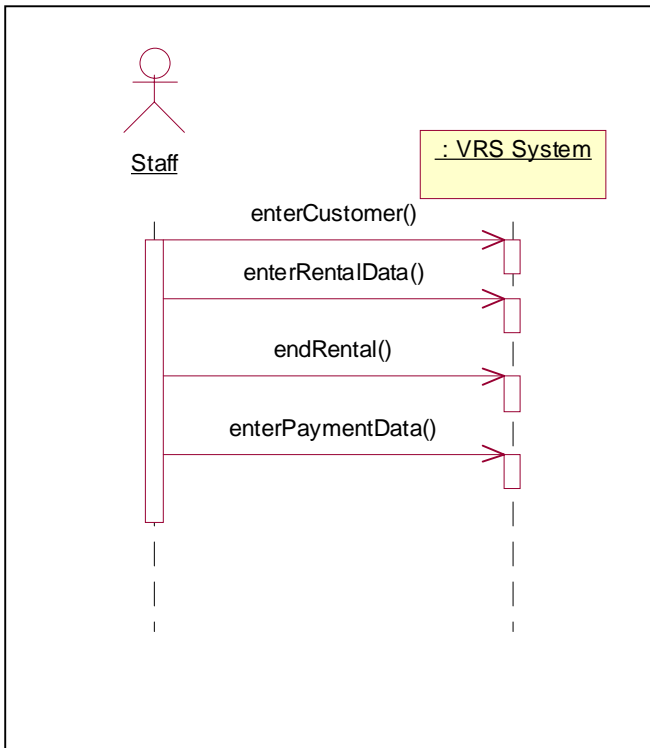 Staff
: VRS System
enterCustomer()
enterRentalData()
endRental()
enterPaymentData()